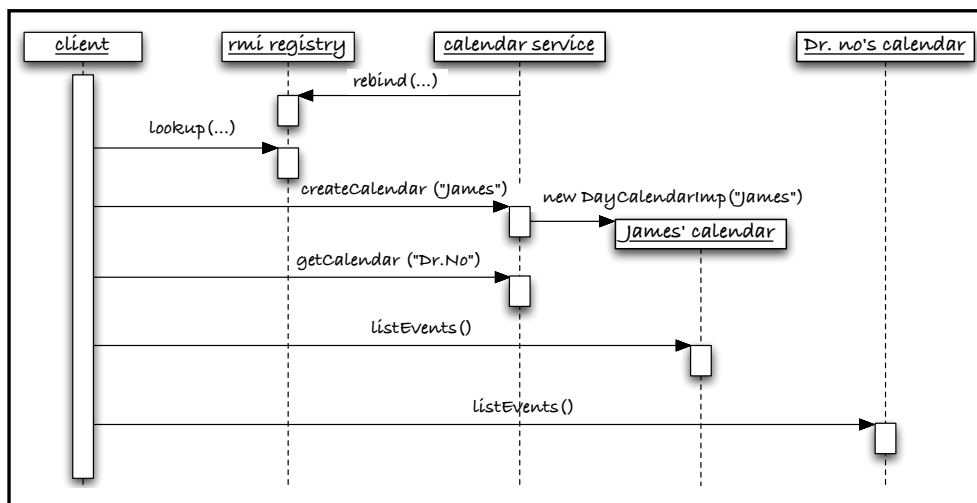 client
rmi registry
calendar service
Dr. no's calendar
rebind(...)
lookup(...)
createCalendar ("James")
new DayCalendarImp("James")
James' calendar
getCalendar ("Dr.No")
listEvents()
listEvents()